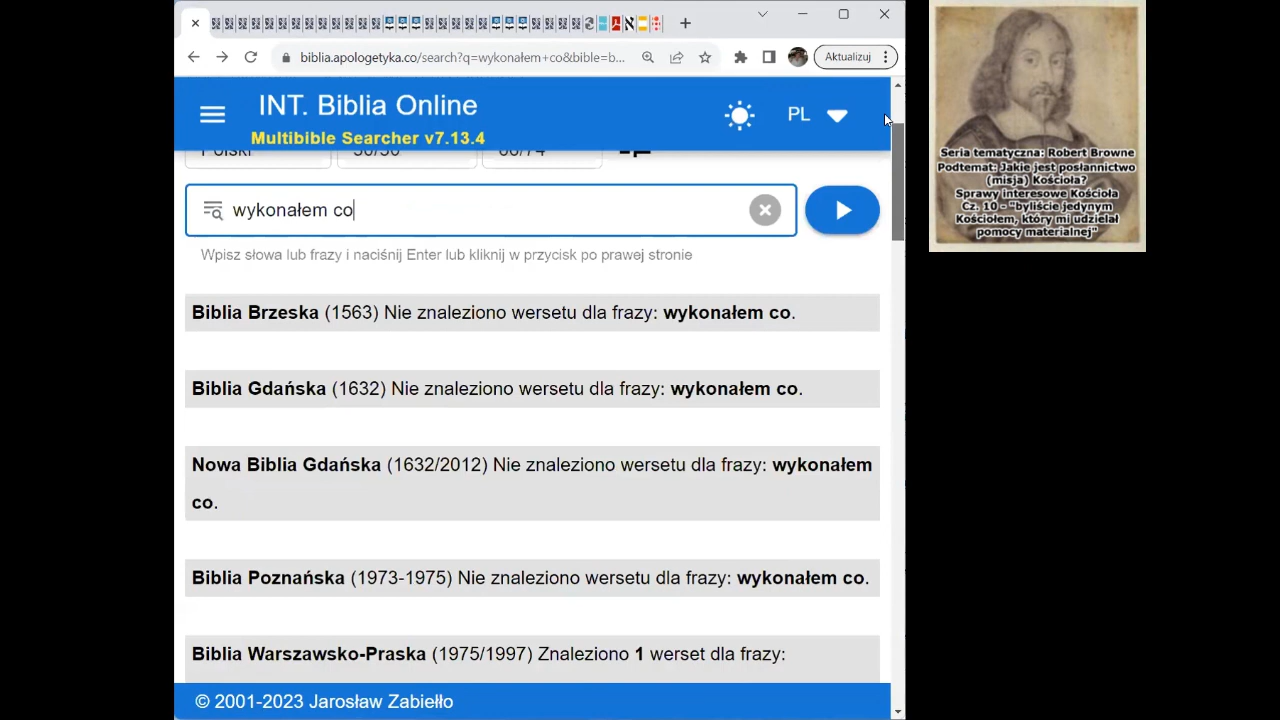 biblia.apologetyka.co/search?q=wykonałem+co&bible=b...
Aktualizuj
INT. Biblia Online
PL
Multibible Searcher v7.13.4
wykonałem co
Wpisz słowa lub frazy i naciśnij Enter lub kliknij w przycisk po prawej stronie
Biblia Brzeska (1563) Nie znaleziono wersetu dla frazy: wykonałem co.
Biblia Gdańska (1632) Nie znaleziono wersetu dla frazy: wykonałem co.
Nowa Biblia Gdańska (1632/2012) Nie znaleziono wersetu dla frazy: wykonałem
co.
Biblia Poznańska (1973-1975) Nie znaleziono wersetu dla frazy: wykonałem co.
Biblia Warszawsko-Praska (1975/1997) Znaleziono 1 werset dla frazy:
© 2001-2023 Jarosław Zabiełło
Seria tematyczna: Robert Browne
Podtemat: Jakie jest posłannictwo
(misja) Kościoła?
Sprawy interesowe Kościoła
Cz. 10 - "byliście jedynym
Kościołem, który mi udzielał
pomocy materialnej"